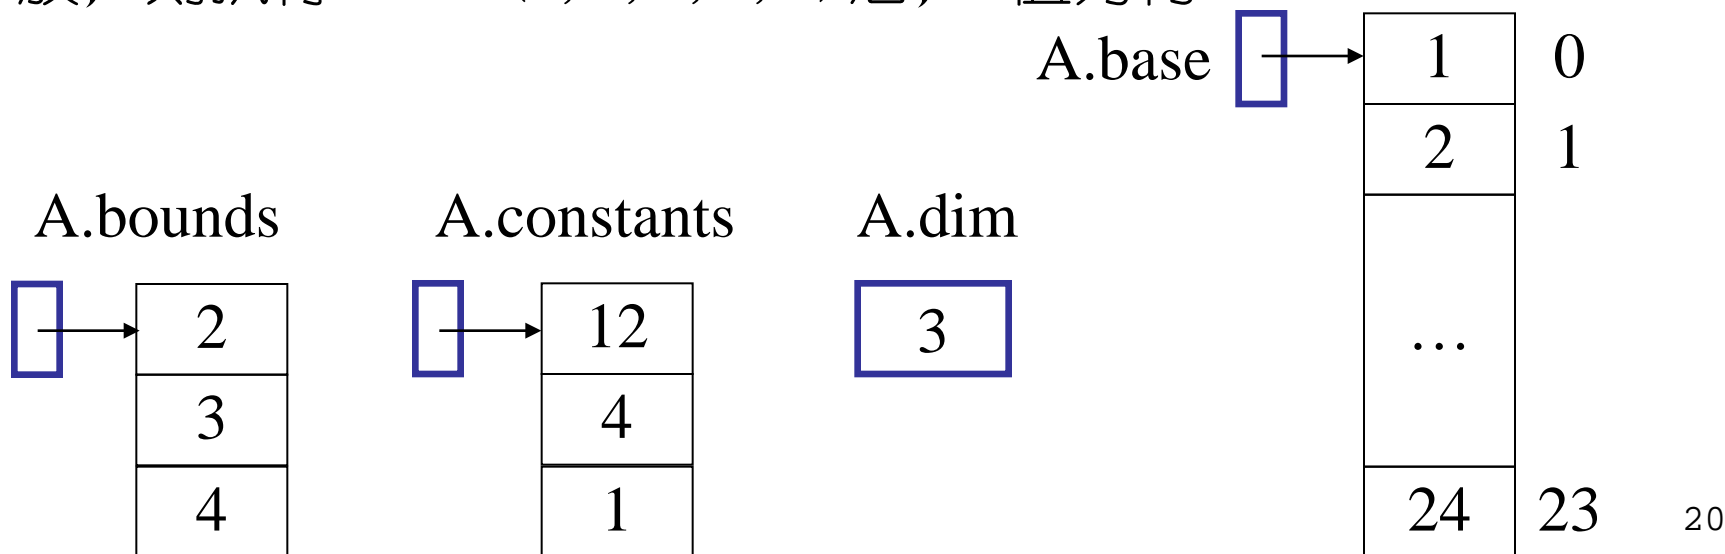 A.base
1 0
2 1
A.bounds A.constants A.dim
2 12 3
3 4 …
4 1 24 23
20